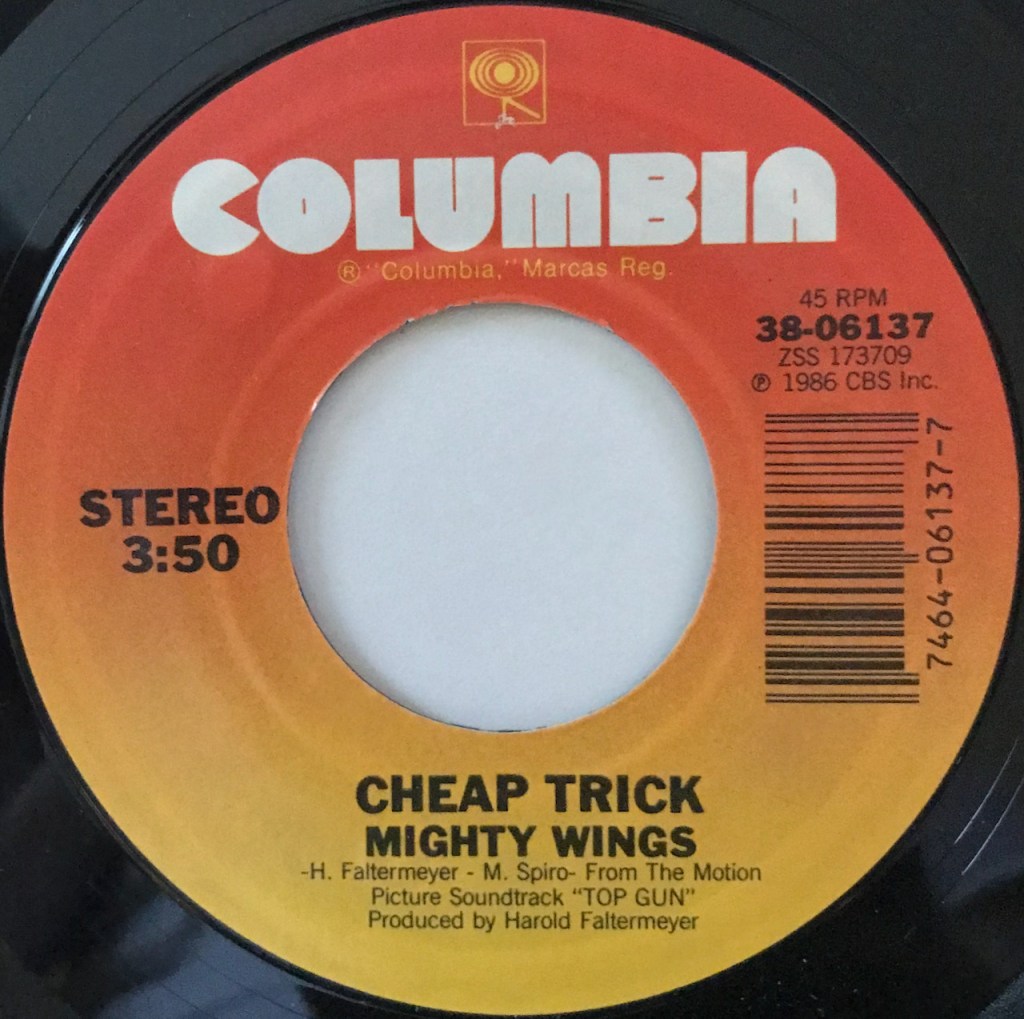 COLUMBIA
® "Columbia," Marcas Reg.
45 RPM
38-06137
ZSS 173709
℗ 1986 CBS Inc.
7464-06137-7
STEREO
3:50
CHEAP TRICK
MIGHTY WINGS
-H. Faltermeyer - M. Spiro- From The Motion
Picture Soundtrack "TOP GUN"
Produced by Harold Faltermeyer